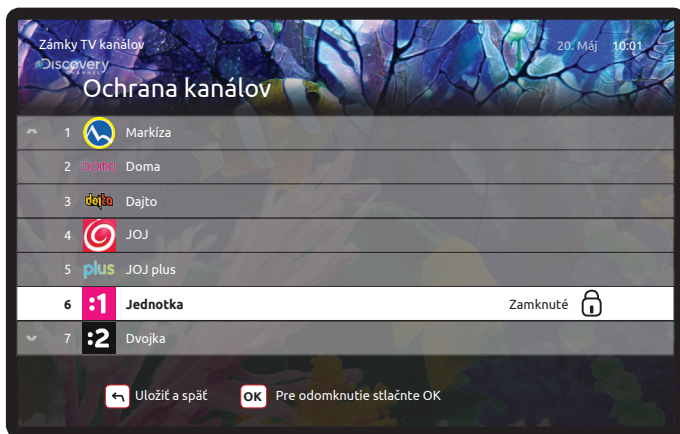 Zámky TV kanálov
20. Máj 10:01
Discovery
CHANNEL
Ochrana kanálov
1 Markíza
2 Doma Doma
3 dajto Dajto
4 JOJ
5 plus JOJ plus
6 :1 Jednotka Zamknuté
7 :2 Dvojka
Uložiť a späť OK Pre odomknutie stlačnte OK